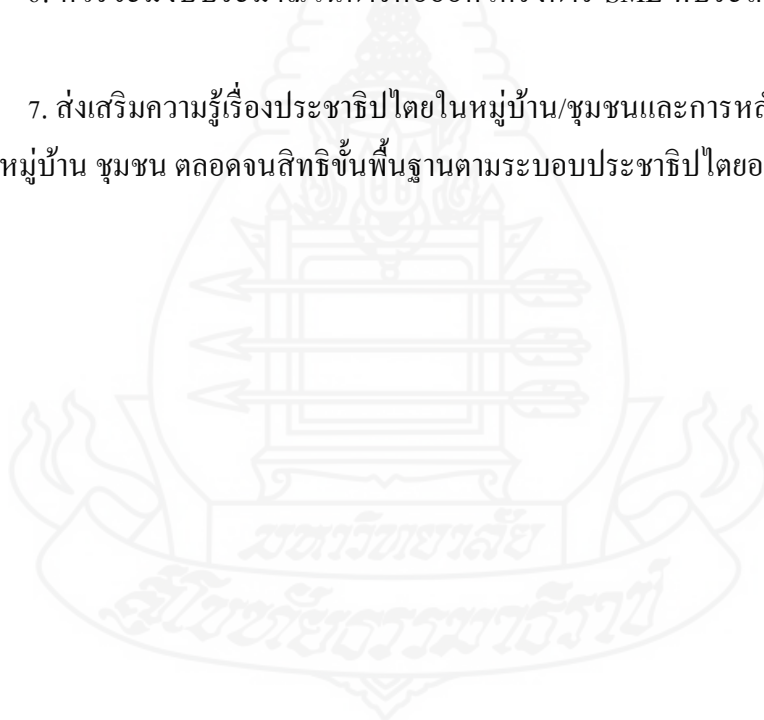 7. ส่งเสริมความรู้เรื่องประชาธิปไตยในหมู่บ้าน/ชุมชนและการหลั
หมู่บ้าน ชุมชน ตลอดจนสิทธิขั้นพื้นฐานตามระบอบประชาธิปไตยอ
มหาวิทยาลัย
สุโขทัยธรรมาธิราช